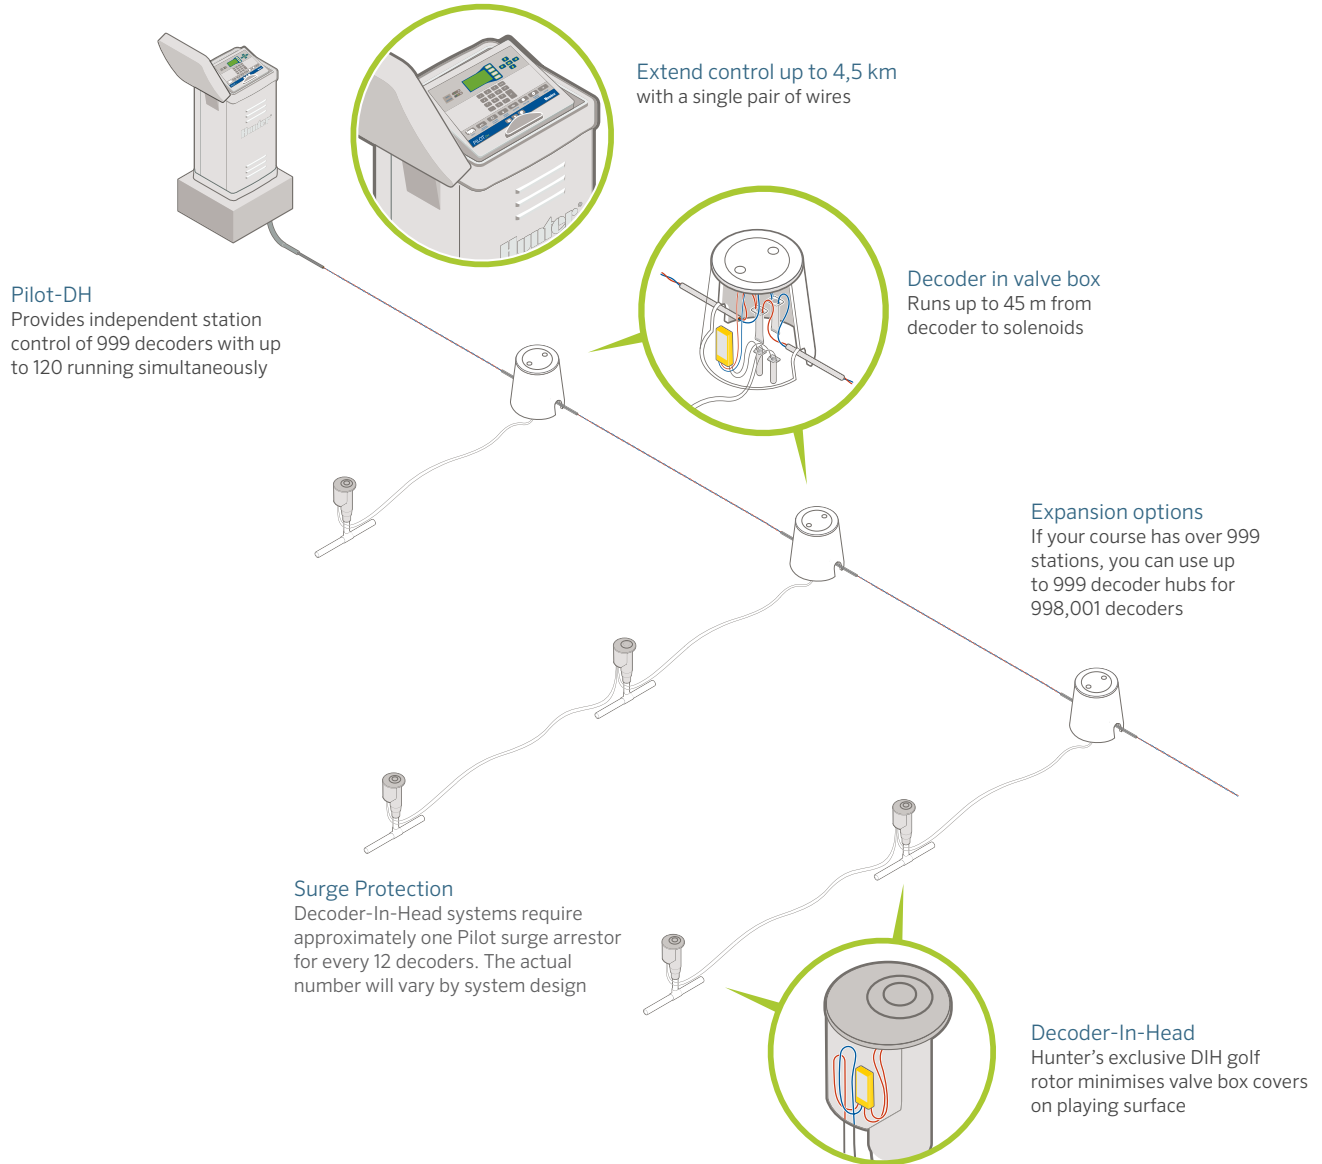 Extend control up to 4,5 km
with a single pair of wires
PILOT
Hunter
hunter
Decoder in valve box
Runs up to 45 m from
decoder to solenoids
Pilot-DH
Provides independent station
control of 999 decoders with up
to 120 running simultaneously
Expansion options
If your course has over 999
stations, you can use up
to 999 decoder hubs for
998,001 decoders
Surge Protection
Decoder-In-Head systems require
approximately one Pilot surge arrestor
for every 12 decoders. The actual
number will vary by system design
Decoder-In-Head
Hunter’s exclusive DIH golf
rotor minimises valve box covers
on playing surface